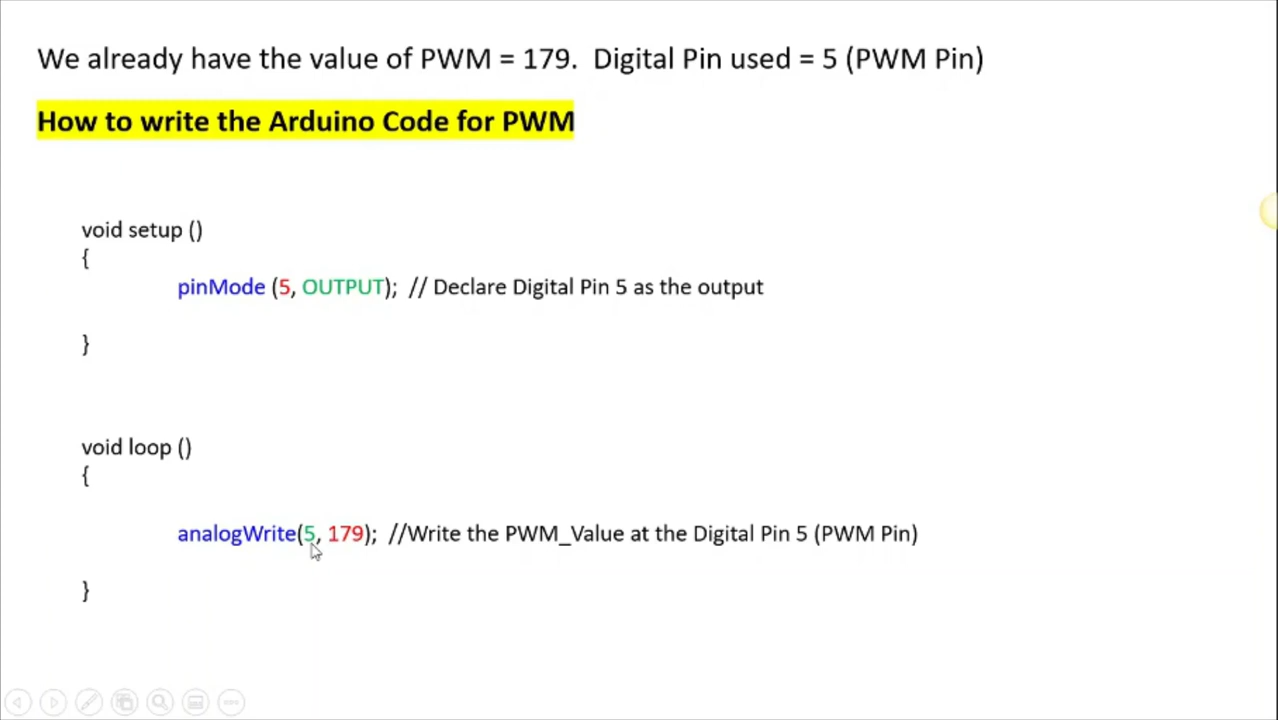 We already have the value of PWM = 179.  Digital Pin used = 5 (PWM Pin)
How to write the Arduino Code for PWM
void setup ()
{
pinMode (5, OUTPUT);  // Declare Digital Pin 5 as the output
}
void loop ()
{
analogWrite(5, 179);  //Write the PWM_Value at the Digital Pin 5 (PWM Pin)
}